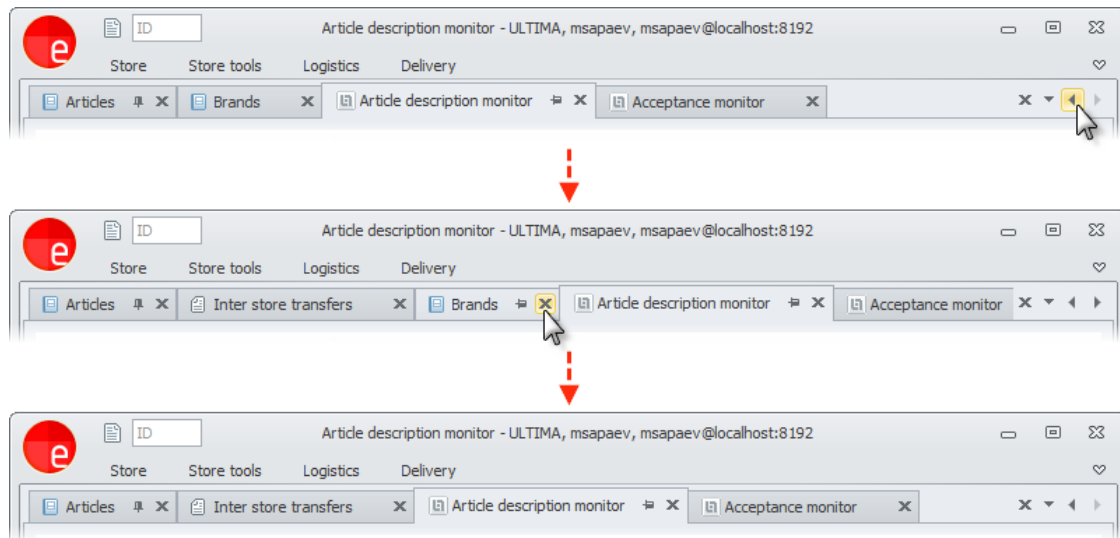 ID Article description monitor - ULTIMA, msapaev, msapaev@localhost:8192
e
Store Store tools Logistics Delivery
Articles Brands Article description monitor Acceptance monitor
ID Article description monitor - ULTIMA, msapaev, msapaev@localhost:8192
e
Store Store tools Logistics Delivery
Articles Inter store transfers Brands Article description monitor Acceptance monitor
ID Article description monitor - ULTIMA, msapaev, msapaev@localhost:8192
e
Store Store tools Logistics Delivery
Articles Inter store transfers Article description monitor Acceptance monitor